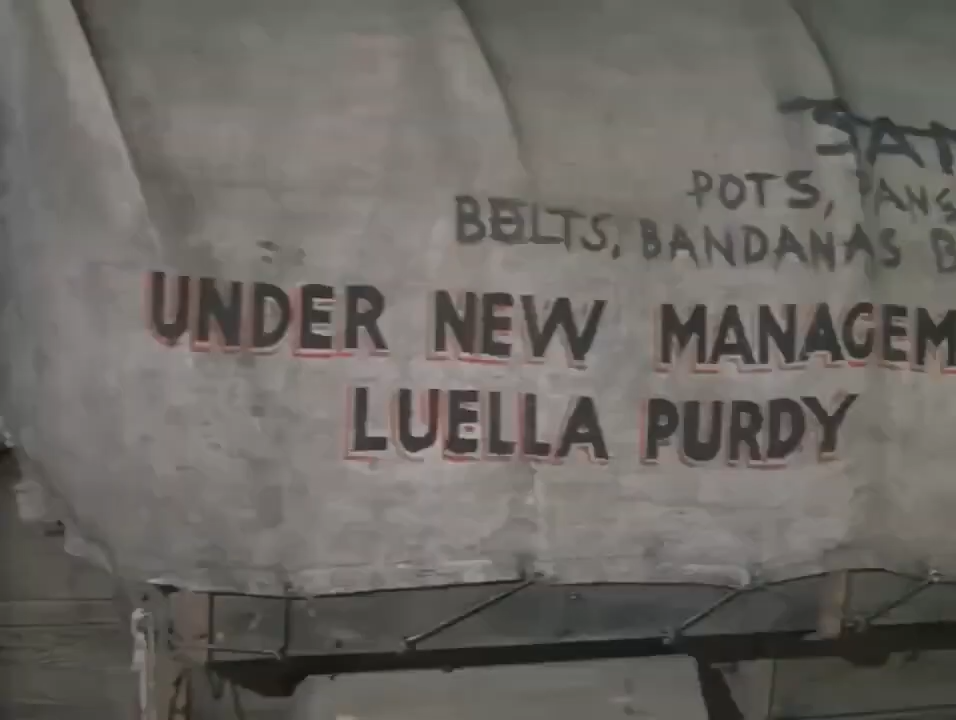 POTS, PANS
BELTS, BANDANAS B
UNDER NEW MANAGEM
LUELLA PURDY